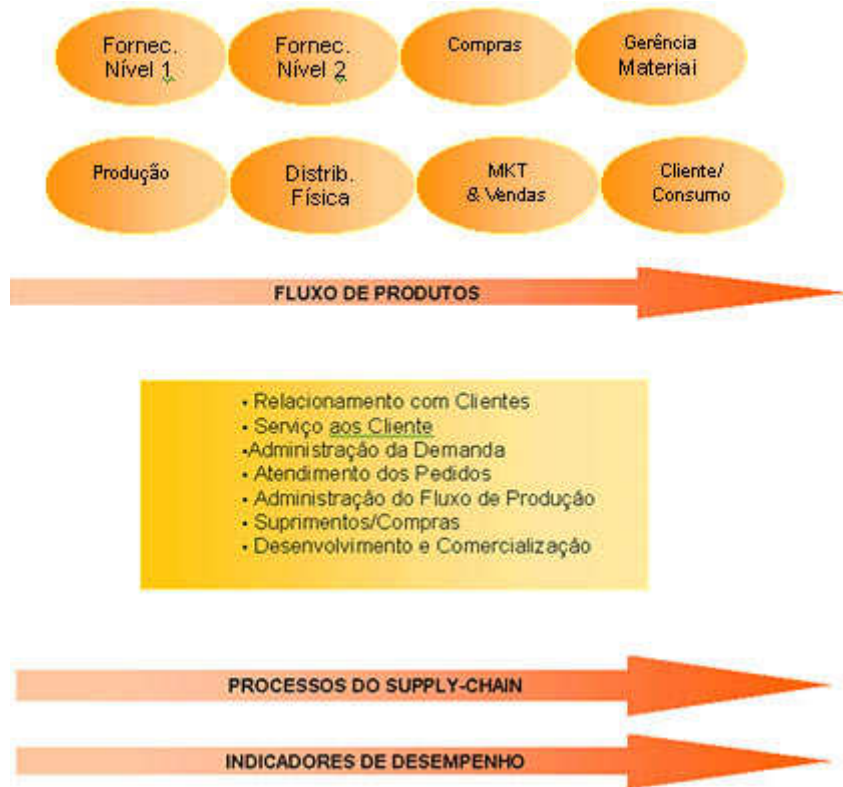 Fornec.
Nível 1
Fornec.
Nível 2
Compras
Gerência
Materiai
Produção
Distrib.
Física
MKT
& Vendas
Cliente/
Consumo
FLUXO DE PRODUTOS
• Relacionamento com Clientes
• Serviço aos Cliente
•Administração da Demanda
• Atendimento dos Pedidos
• Administração do Fluxo de Produção
• Suprimentos/Compras
• Desenvolvimento e Comercialização
PROCESSOS DO SUPPLY-CHAIN
INDICADORES DE DESEMPENHO